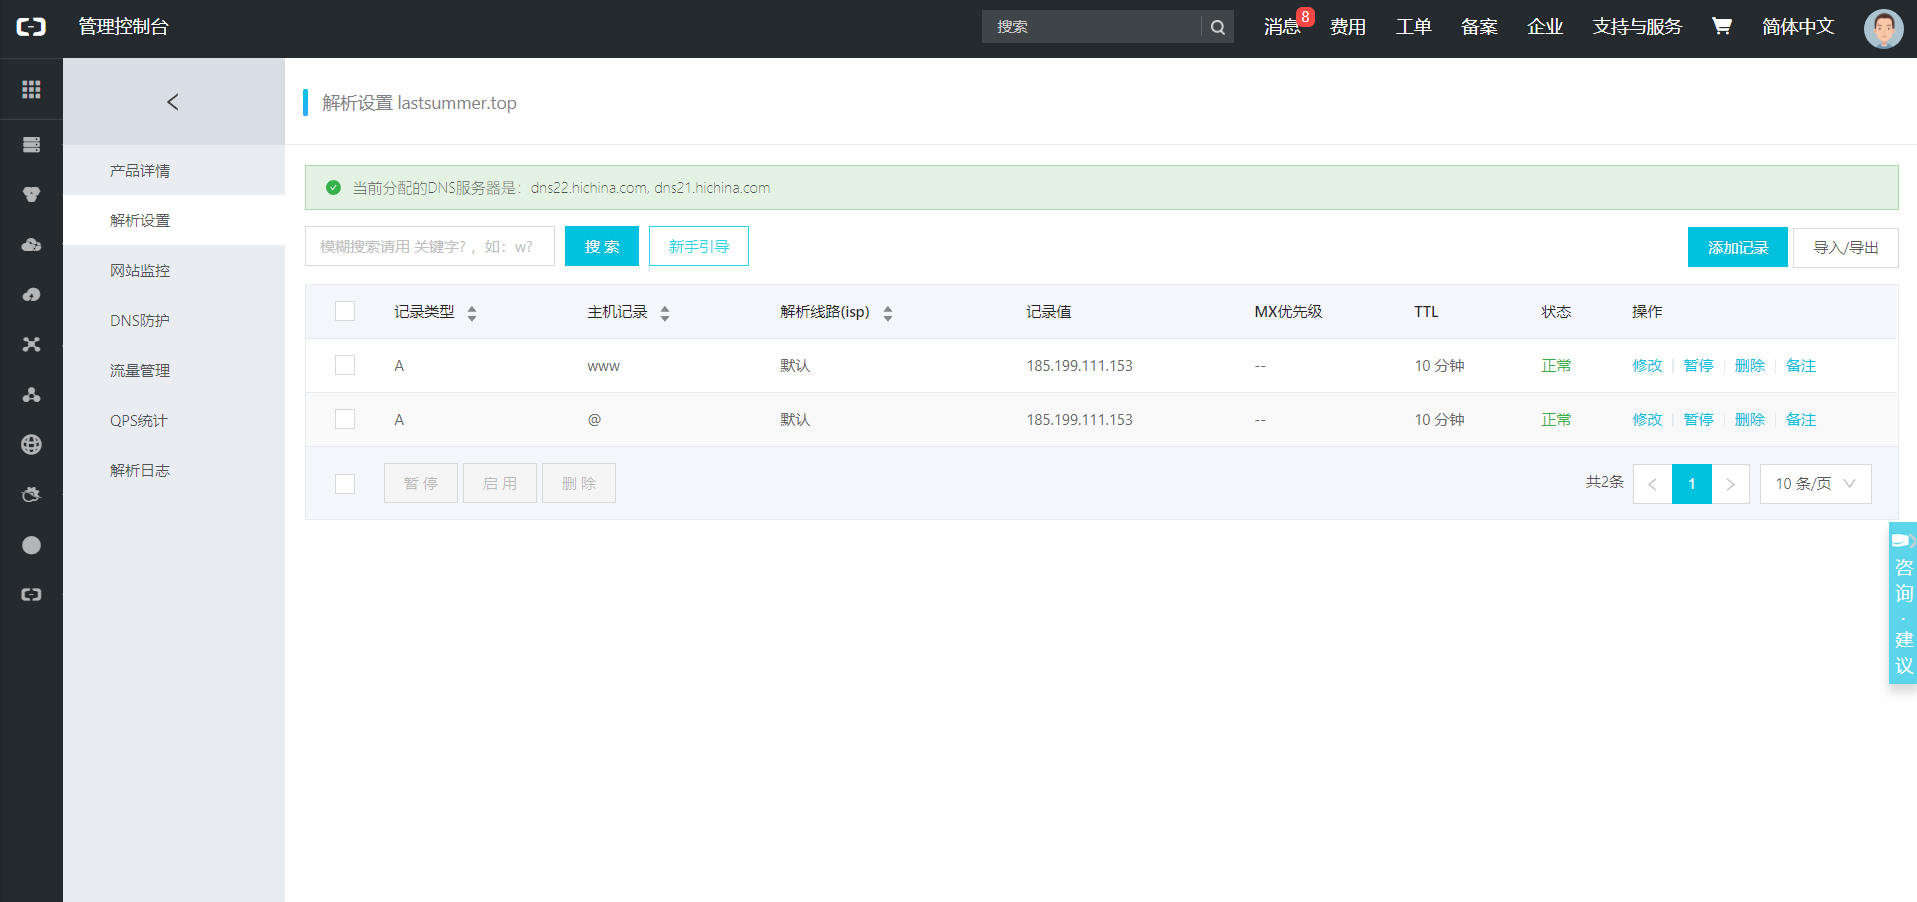 管理控制台
搜索
消息 8 费用 工单 备案 企业 支持与服务 简体中文
产品详情
解析设置
网站监控
DNS防护
流量管理
QPS统计
解析日志
解析设置 lastsummer.top
当前分配的DNS服务器是：dns22.hichina.com, dns21.hichina.com
模糊搜索请用 关键字?，如：w? 搜 索 新手引导 添加记录 导入/导出
记录类型 主机记录 解析线路(isp) 记录值 MX优先级 TTL 状态 操作
A www 默认 185.199.111.153 -- 10 分钟 正常 修改 暂停 删除 备注
A @ 默认 185.199.111.153 -- 10 分钟 正常 修改 暂停 删除 备注
暂 停 启 用 删 除 共2条 < 1 > 10 条/页
咨
询
·
建
议